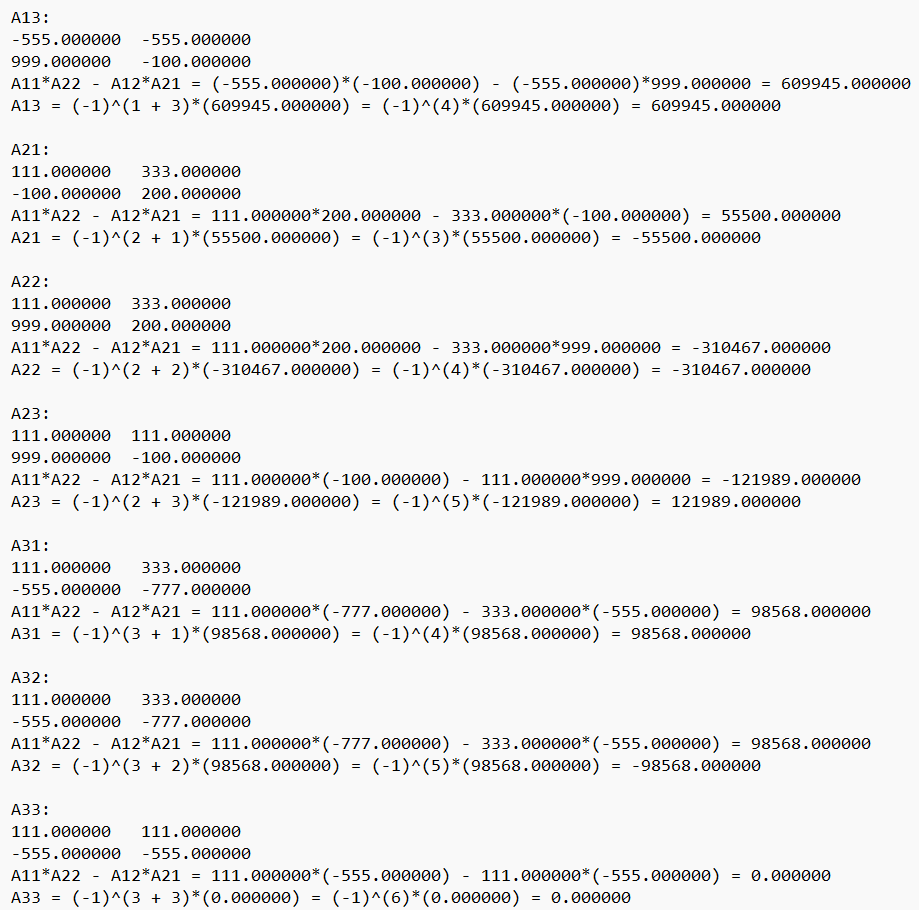 A13:
-555.000000  -555.000000
999.000000   -100.000000
A11*A22 - A12*A21 = (-555.000000)*(-100.000000) - (-555.000000)*999.000000 = 609945.000000
A13 = (-1)^(1 + 3)*(609945.000000) = (-1)^(4)*(609945.000000) = 609945.000000

A21:
111.000000   333.000000
-100.000000  200.000000
A11*A22 - A12*A21 = 111.000000*200.000000 - 333.000000*(-100.000000) = 55500.000000
A21 = (-1)^(2 + 1)*(55500.000000) = (-1)^(3)*(55500.000000) = -55500.000000

A22:
111.000000  333.000000
999.000000  200.000000
A11*A22 - A12*A21 = 111.000000*200.000000 - 333.000000*999.000000 = -310467.000000
A22 = (-1)^(2 + 2)*(-310467.000000) = (-1)^(4)*(-310467.000000) = -310467.000000

A23:
111.000000  111.000000
999.000000  -100.000000
A11*A22 - A12*A21 = 111.000000*(-100.000000) - 111.000000*999.000000 = -121989.000000
A23 = (-1)^(2 + 3)*(-121989.000000) = (-1)^(5)*(-121989.000000) = 121989.000000

A31:
111.000000   333.000000
-555.000000  -777.000000
A11*A22 - A12*A21 = 111.000000*(-777.000000) - 333.000000*(-555.000000) = 98568.000000
A31 = (-1)^(3 + 1)*(98568.000000) = (-1)^(4)*(98568.000000) = 98568.000000

A32:
111.000000   333.000000
-555.000000  -777.000000
A11*A22 - A12*A21 = 111.000000*(-777.000000) - 333.000000*(-555.000000) = 98568.000000
A32 = (-1)^(3 + 2)*(98568.000000) = (-1)^(5)*(98568.000000) = -98568.000000

A33:
111.000000   111.000000
-555.000000  -555.000000
A11*A22 - A12*A21 = 111.000000*(-555.000000) - 111.000000*(-555.000000) = 0.000000
A33 = (-1)^(3 + 3)*(0.000000) = (-1)^(6)*(0.000000) = 0.000000